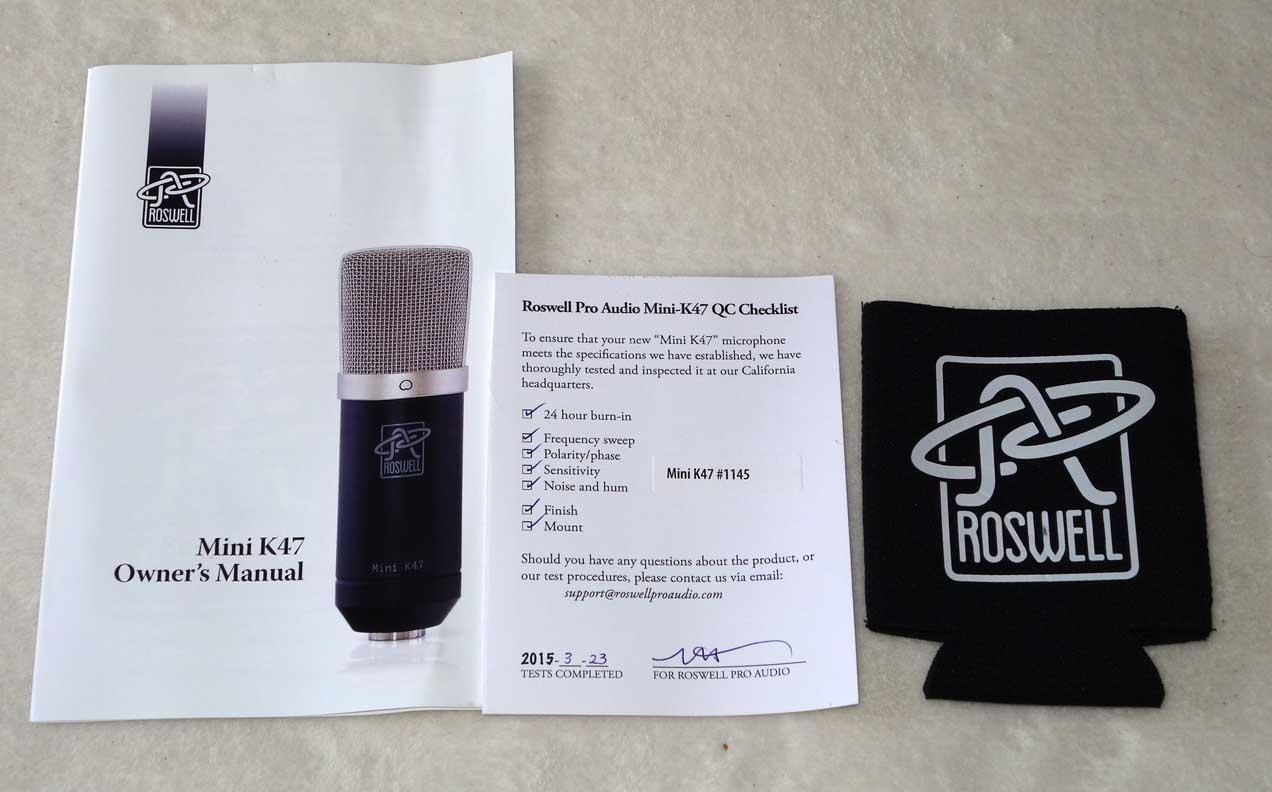 ROSWELL
ROSWELL
Mini K47
Mini K47
Owner's Manual
Roswell Pro Audio Mini-K47 QC Checklist
To ensure that your new “Mini K47” microphone
meets the specifications we have established, we have
thoroughly tested and inspected it at our California
headquarters.
24 hour burn-in
Frequency sweep
Polarity/phase
Sensitivity
Noise and hum
Mini K47 #1145
Finish
Mount
Should you have any questions about the product, or
our test procedures, please contact us via email:
support@roswellproaudio.com
2015-3-23
TESTS COMPLETED
FOR ROSWELL PRO AUDIO
ROSWELL